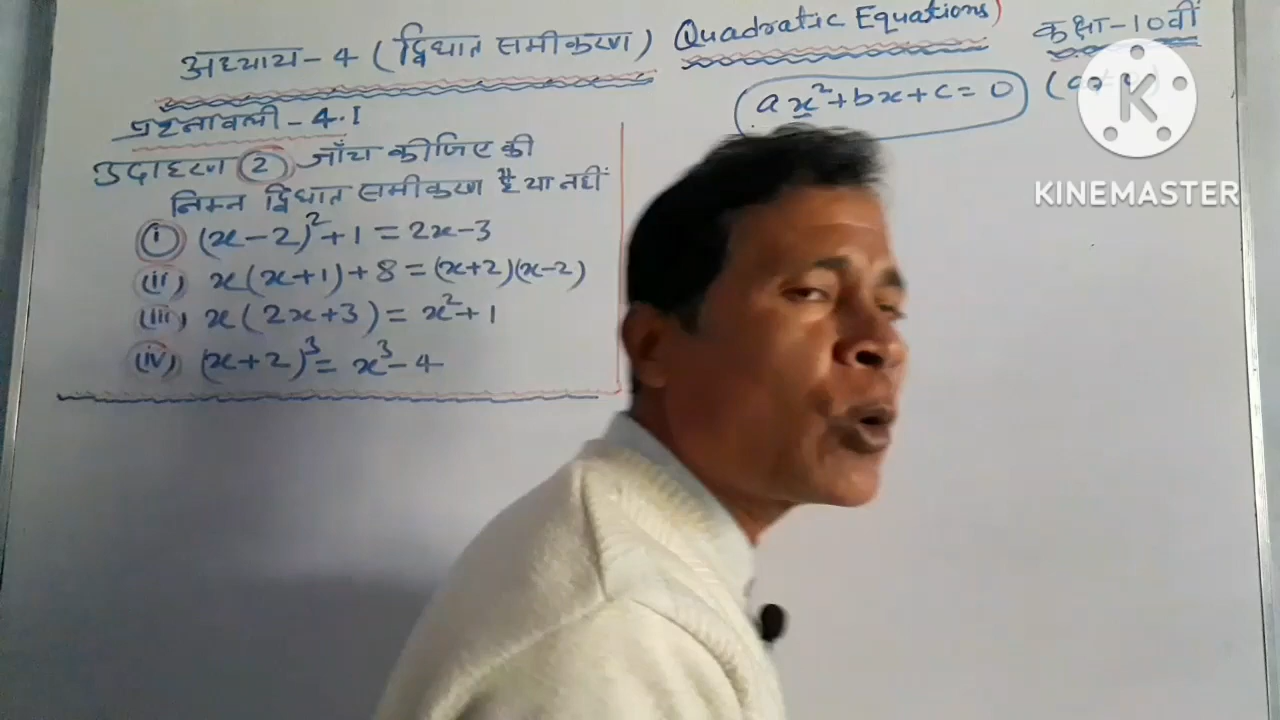 अध्याय-4 (द्विघात समीकरण) Quadratic Equations)
कक्षा-10वीं
ax²+bx+c=0
प्रश्नावली-4.1
उदाहरण (2) जाँच कीजिए की
निम्न द्विघात समीकरण है या नहीं
(i) (x-2)²+1=2x-3
(ii) x(x+1)+8=(x+2)(x-2)
(iii) x(2x+3)=x²+1
(iv) (x+2)³=x³-4
K
KINEMASTER